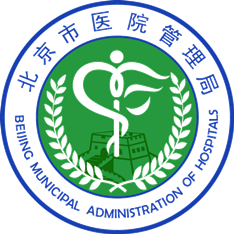 北京市医院管理局
BEIJING MUNICIPAL ADMINISTRATION OF HOSPITALS